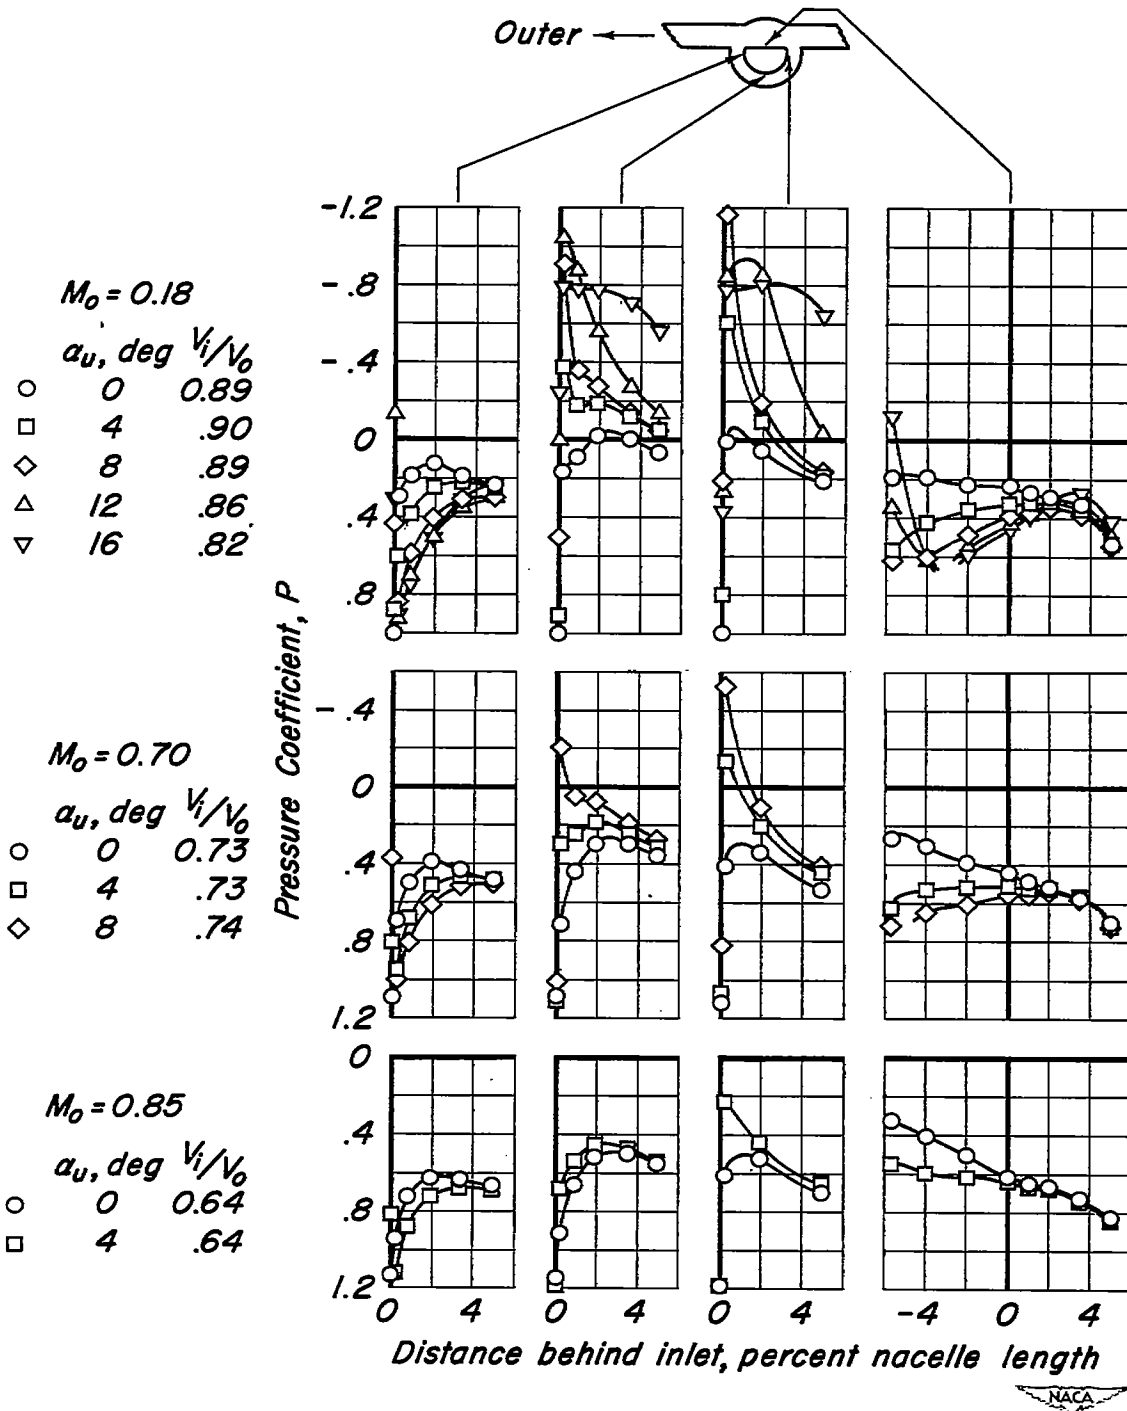 Outer
-1.2
-.8
-.4
0
.4
.8
M₀ = 0.18
αᵤ, deg Vᵢ/V₀
0 0.89
4 .90
8 .89
12 .86
16 .82
Pressure Coefficient, P
-.4
0
.4
.8
1.2
M₀ = 0.70
αᵤ, deg Vᵢ/V₀
0 0.73
4 .73
8 .74
0
.4
.8
1.2
M₀ = 0.85
αᵤ, deg Vᵢ/V₀
0 0.64
4 .64
0 4 0 4 0 4 -4 0 4
Distance behind inlet, percent nacelle length
NACA